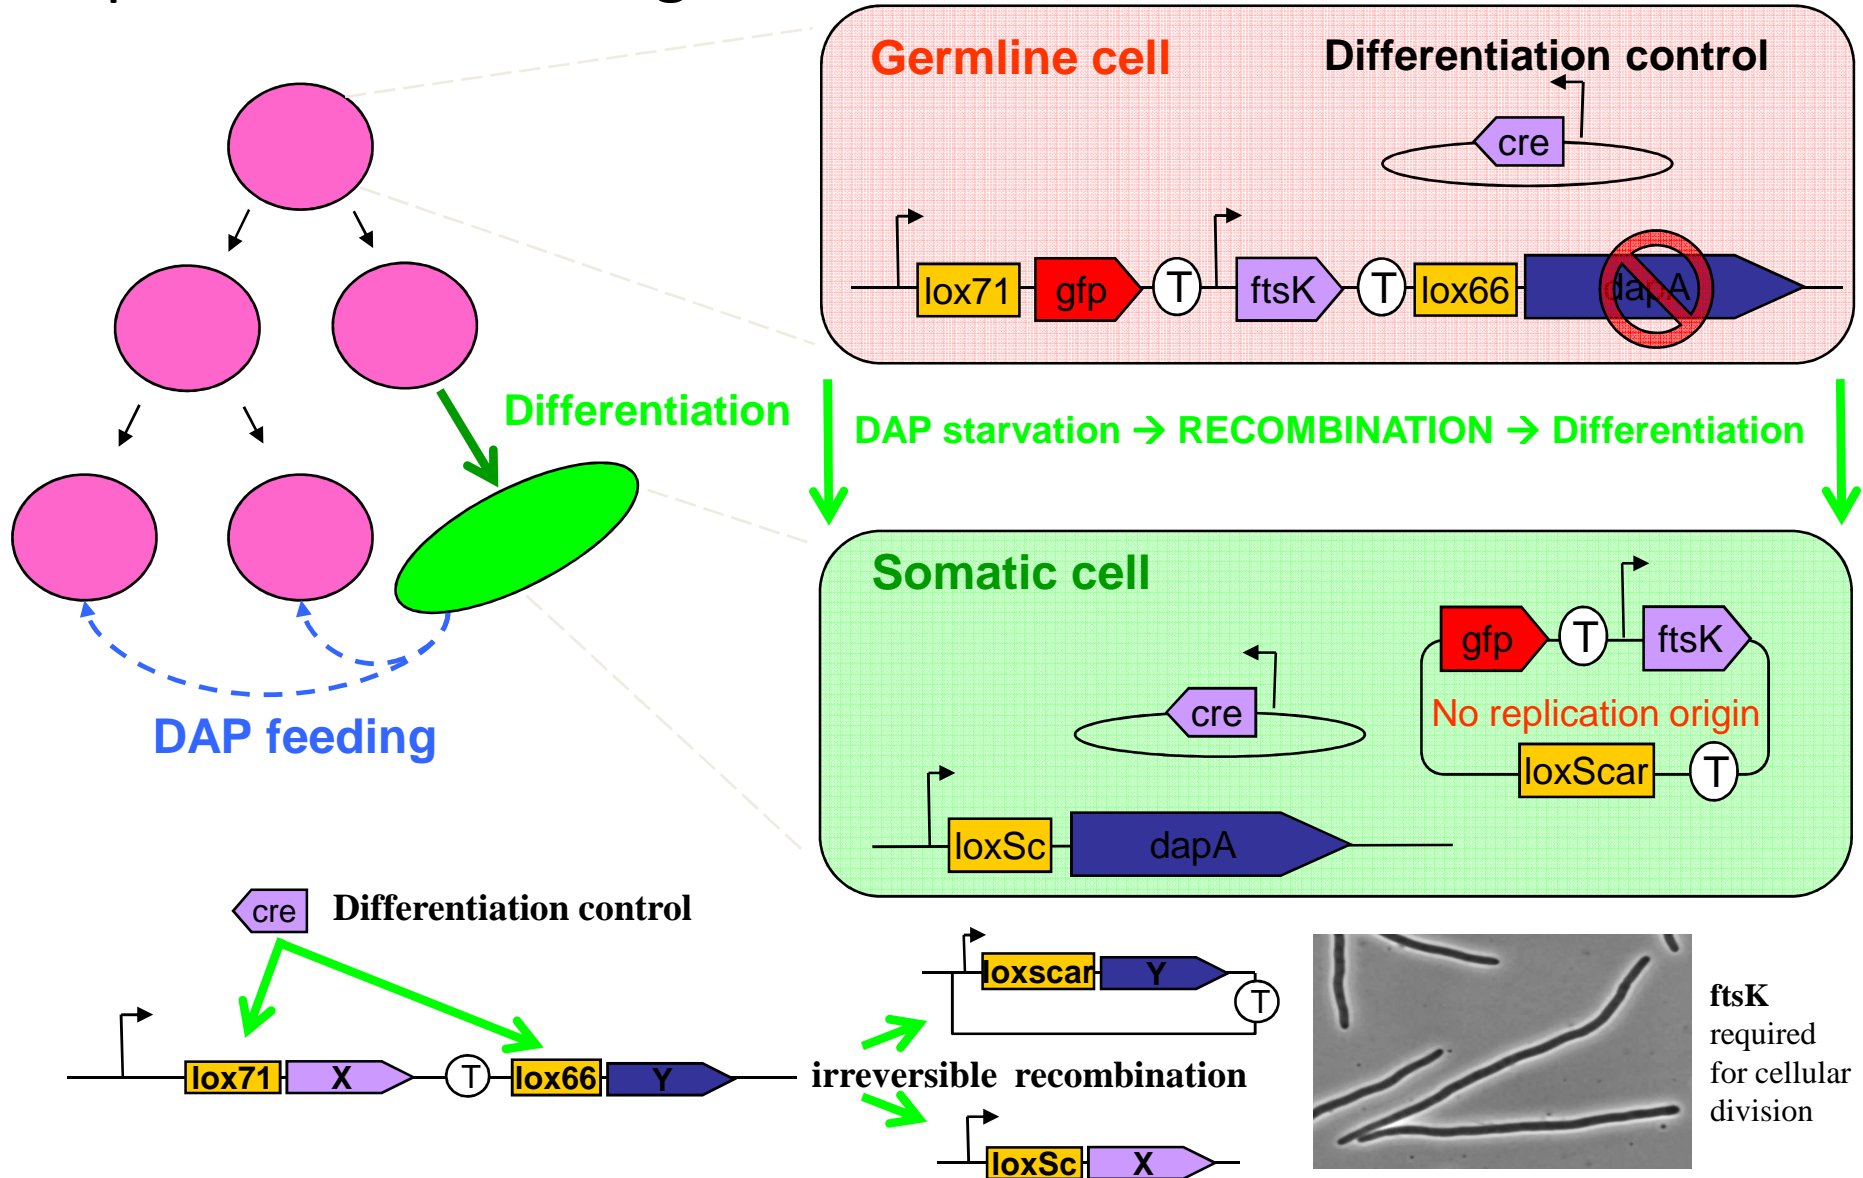 Germline cell
Differentiation control
cre
lox71
gfp
T
ftsK
T
lox66
dapA
Differentiation
DAP starvation → RECOMBINATION → Differentiation
Somatic cell
gfp
T
ftsK
cre
No replication origin
loxScar
T
loxSc
dapA
DAP feeding
cre
Differentiation control
lox71
X
T
lox66
Y
irreversible recombination
loxscar
Y
T
loxSc
X
ftsK
required
for cellular
division